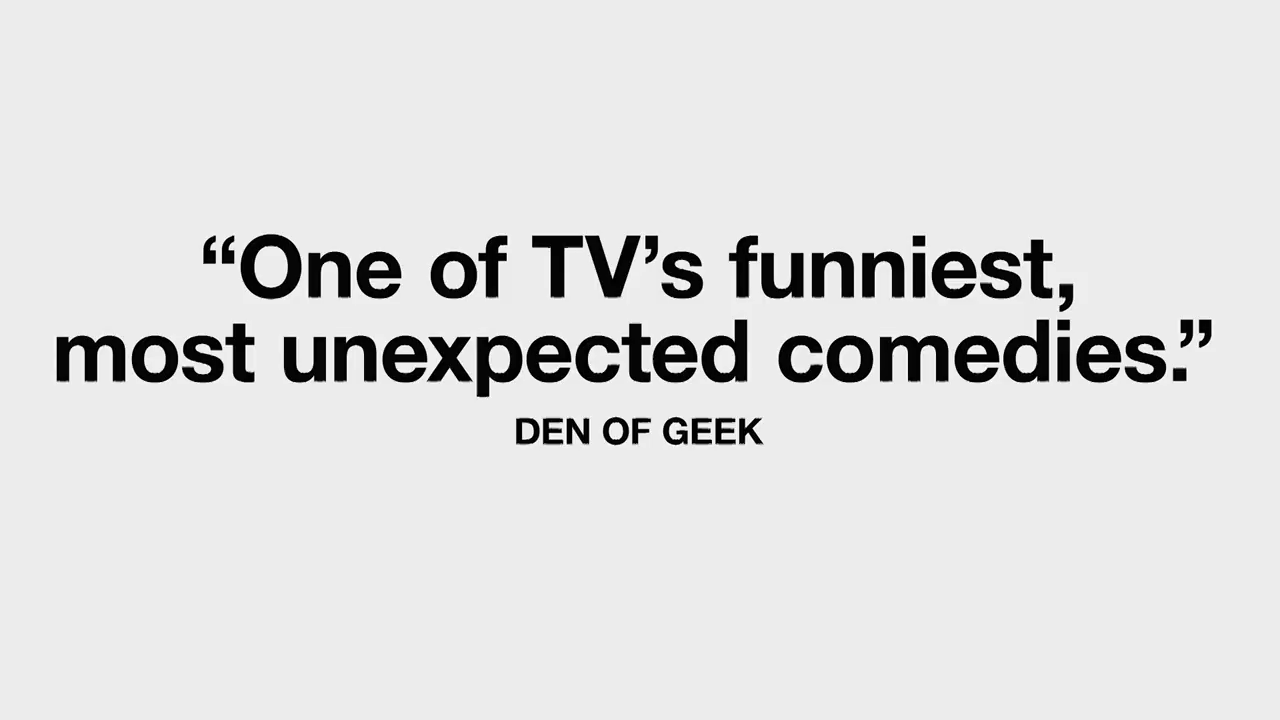 “One of TV’s funniest,
most unexpected comedies.”
DEN OF GEEK